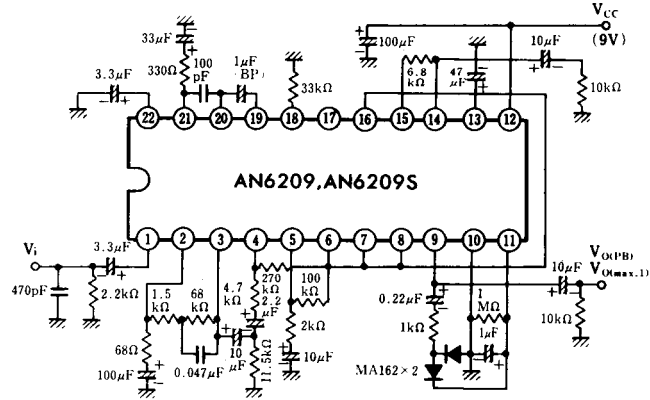 VCC
(9V)
33μF
330Ω
100
pF
1μF
(BP)
3.3μF
33kΩ
100μF
6.8
kΩ
47
μF
10μF
10kΩ
22 21 20 19 18 17 16 15 14 13 12
AN6209,AN6209S
1 2 3 4 5 6 7 8 9 10 11
Vi
3.3μF
470pF
2.2kΩ
1.5
kΩ
68
kΩ
4.7
kΩ
270
kΩ
2.2
μF
100
kΩ
2kΩ
10μF
68Ω
100μF
0.047μF
10
μF
11.5kΩ
0.22μF
1kΩ
1
MΩ
1μF
MA162×2
10μF
VO(PB)
VO(max.1)
10kΩ